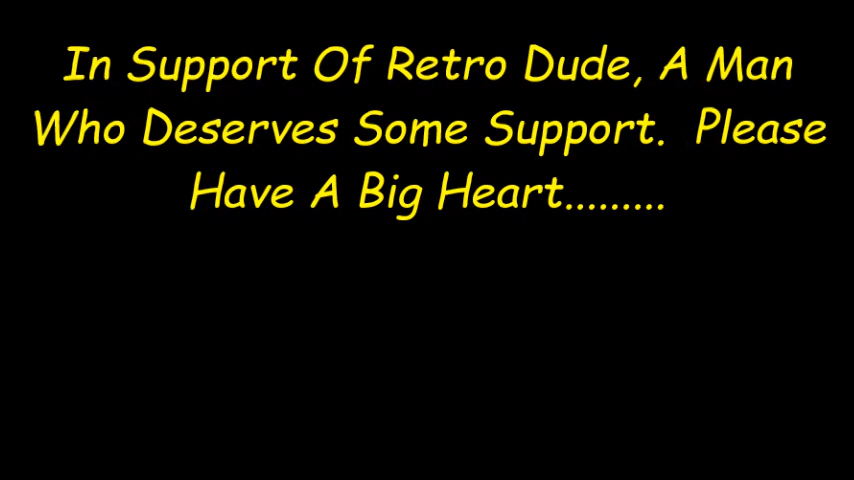 In Support Of Retro Dude, A Man
Who Deserves Some Support.  Please
Have A Big Heart.........